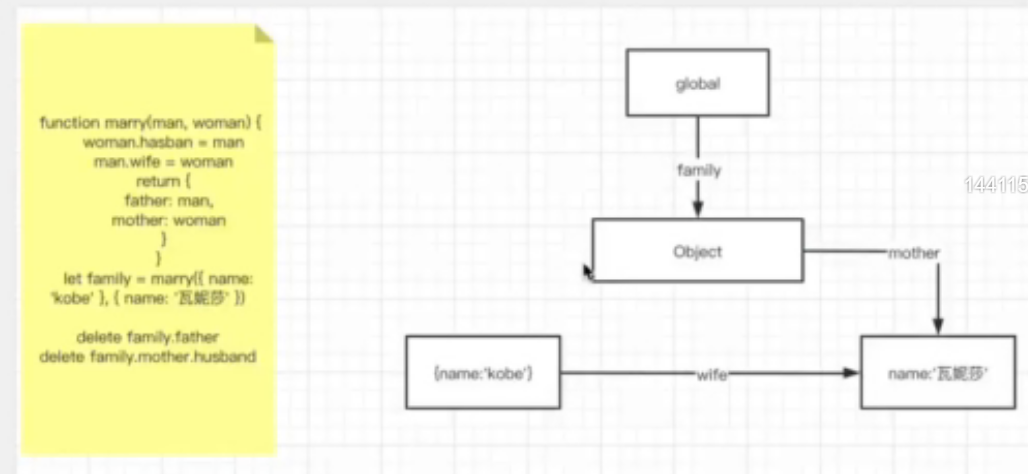 function marry(man, woman) {
woman.hasban = man
man.wife = woman
return {
father: man,
mother: woman
}
}
let family = marry({ name:
'kobe' }, { name: '瓦妮莎' })
delete family.father
delete family.mother.husband
global
family
Object
mother
{name:'kobe'}
wife
name:'瓦妮莎'
144115